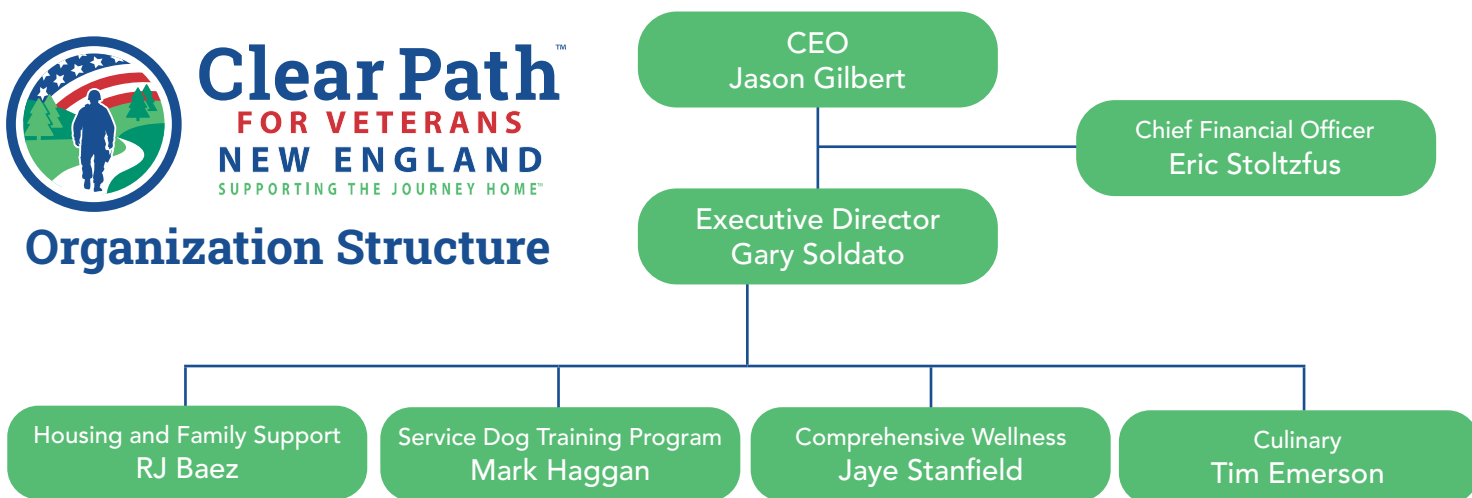 Clear Path™
FOR VETERANS
NEW ENGLAND
SUPPORTING THE JOURNEY HOME™
Organization Structure
CEO
Jason Gilbert
Chief Financial Officer
Eric Stoltzfus
Executive Director
Gary Soldato
Housing and Family Support
RJ Baez
Service Dog Training Program
Mark Haggan
Comprehensive Wellness
Jaye Stanfield
Culinary
Tim Emerson